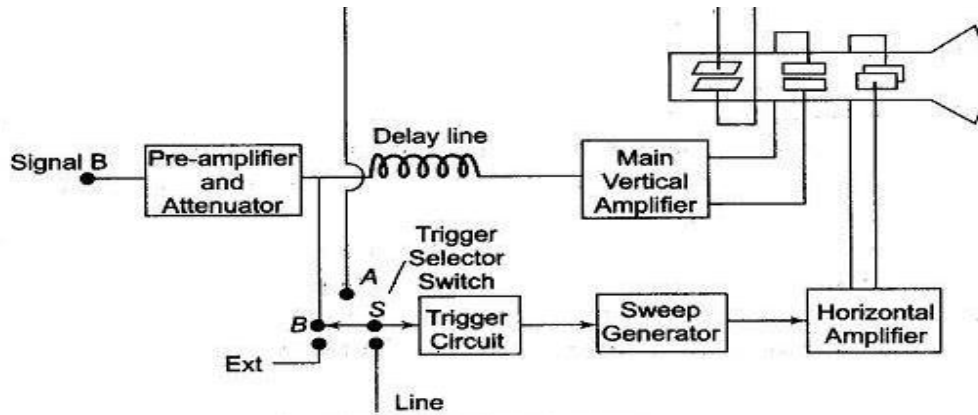 Signal B
Pre-amplifier
and
Attenuator
Delay line
Main
Vertical
Amplifier
Trigger
Selector
Switch
A
S
B
Ext
Line
Trigger
Circuit
Sweep
Generator
Horizontal
Amplifier